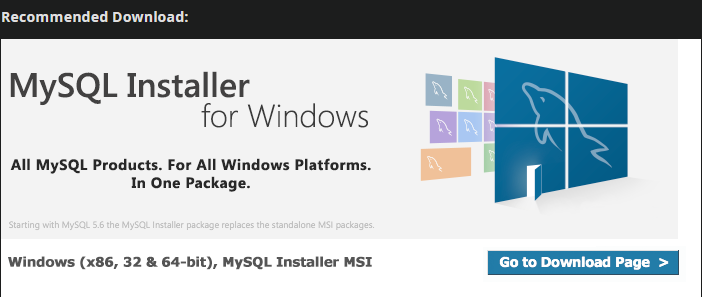 Recommended Download:
MySQL Installer
for Windows
All MySQL Products. For All Windows Platforms.
In One Package.
Starting with MySQL 5.6 the MySQL Installer package replaces the standalone MSI packages.
Windows (x86, 32 & 64-bit), MySQL Installer MSI
Go to Download Page >